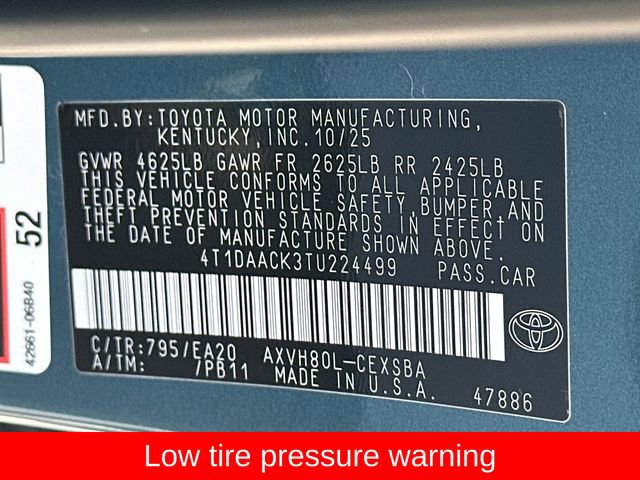 MFD.BY:TOYOTA MOTOR MANUFACTURING,
KENTUCKY,INC.10/25
GVWR 4625LB GAWR FR 2625LB RR 2425LB
THIS VEHICLE CONFORMS TO ALL APPLICABLE
FEDERAL MOTOR VEHICLE SAFETY,BUMPER,AND
THEFT PREVENTION STANDARDS IN EFFECT ON
THE DATE OF MANUFACTURE SHOWN ABOVE.
4T1DAACK3TU224499 PASS.CAR
C/TR:795/EA20 AXVH80L-CEXSBA
A/TM: 7PB11 MADE IN U.S.A.
47886
52
42661-06B40
Low tire pressure warning